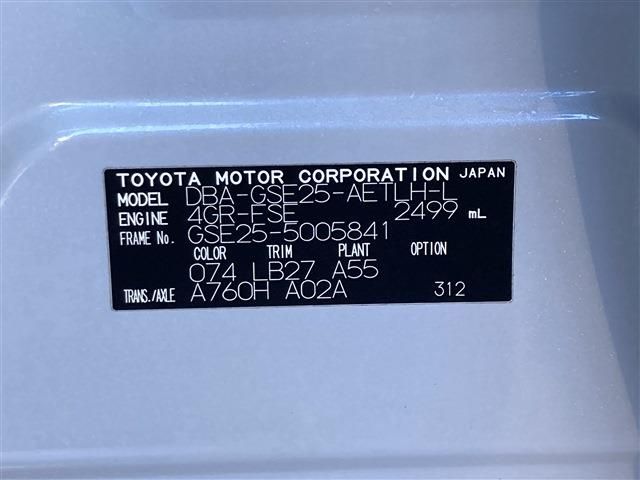 TOYOTA MOTOR CORPORATION JAPAN
MODEL DBA-GSE25-AETLH-L
ENGINE 4GR-FSE 2499 mL
FRAME No. GSE25-5005841
COLOR TRIM PLANT OPTION
074 LB27 A55
TRANS./AXLE A760H A02A 312